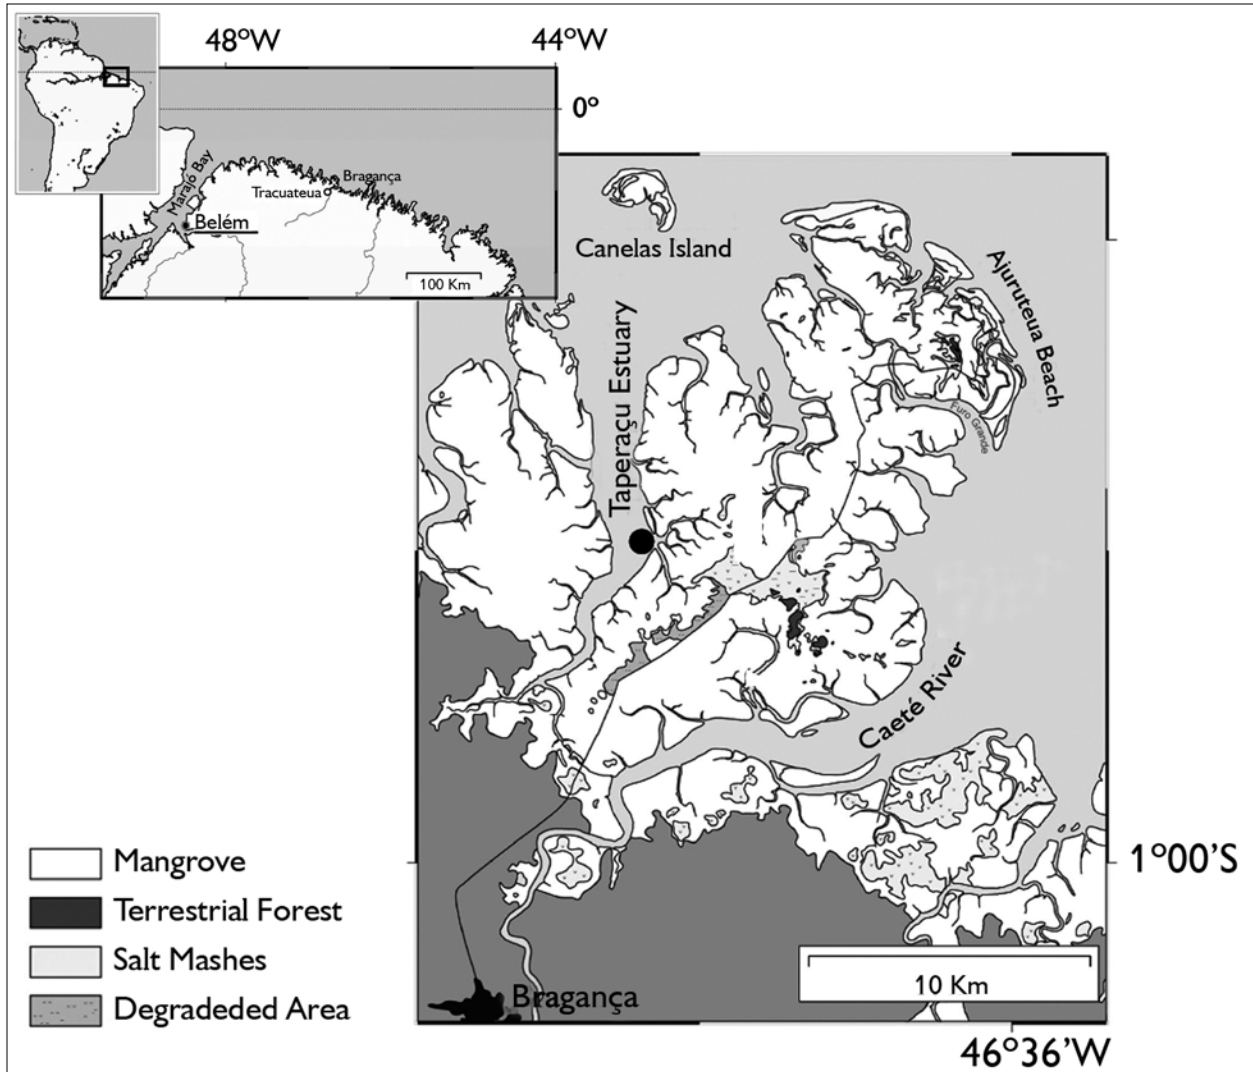 48°W
44°W
0°
Marajó Bay
Bragança
Tracuateua
Belém
100 Km
Canelas Island
Ajuruteua Beach
Taperaçu Estuary
Furo Grande
Caeté River
Mangrove
Terrestrial Forest
Salt Mashes
Degradeded Area
1°00'S
10 Km
Bragança
46°36'W